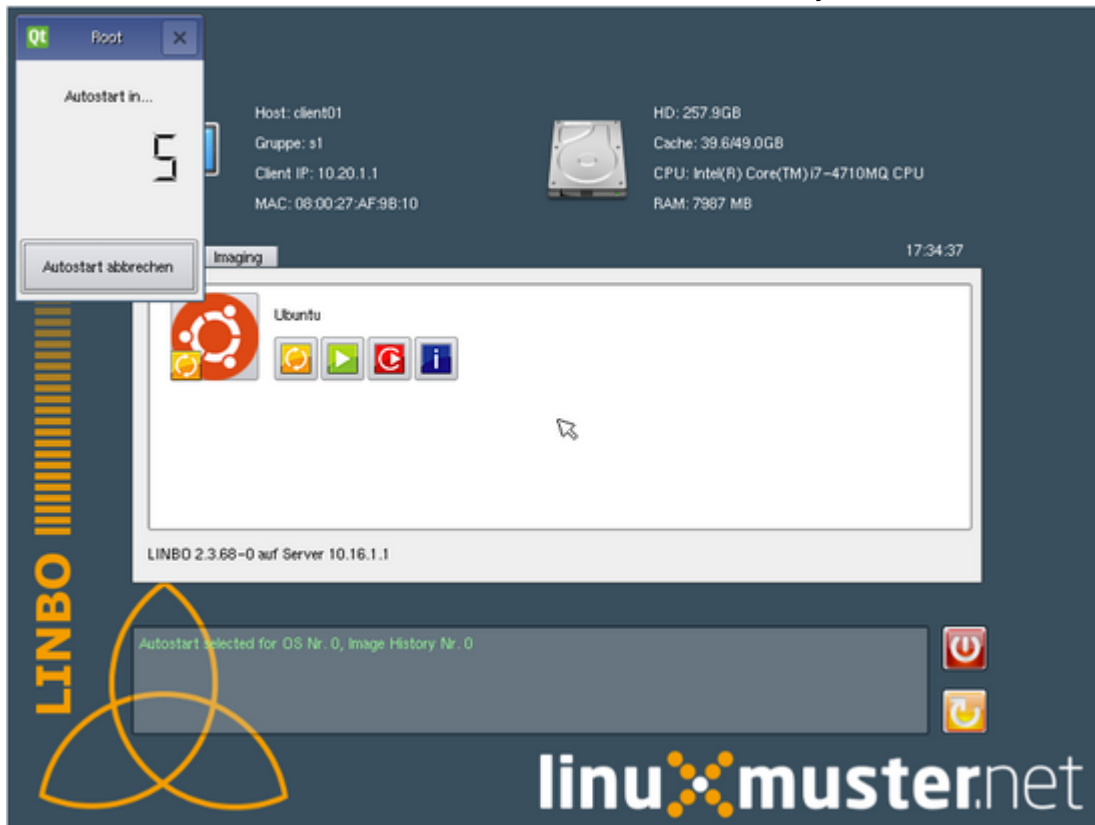 Root
Autostart in...
5
Autostart abbrechen
Host: client01
Gruppe: s1
Client IP: 10.20.1.1
MAC: 08:00:27:AF:9B:10
HD: 257.9GB
Cache: 39.6/49.0GB
CPU: Intel(R) Core(TM) i7-4710MQ CPU
RAM: 7987 MB
Imaging
17:34:37
Ubuntu
LINBO 2.3.68-0 auf Server 10.16.1.1
Autostart selected for OS Nr. 0, Image History Nr. 0
LINBO
linuxmuster.net